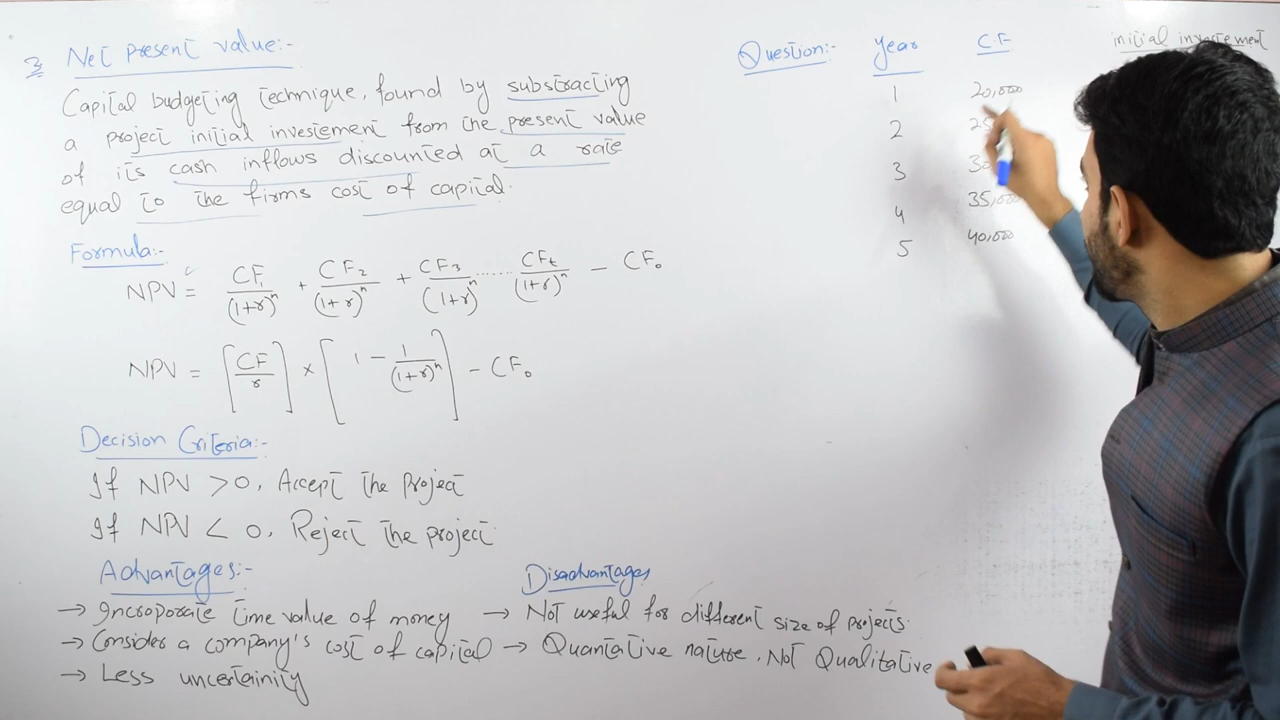 3 Net present value:-
Capital budgeting technique, found by substracting
a project initial investement from the present value
of its cash inflows discounted at a rate
equal to the firms cost of capital.
Formula:-
NPV = CF₁/(1+r)ⁿ + CF₂/(1+r)ⁿ + CF₃/(1+r)ⁿ ...... CFt/(1+r)ⁿ - CF₀
NPV = [CF/r] × [1 - 1/(1+r)ⁿ] - CF₀
Decision Criteria:-
If NPV > 0, Accept the Project
If NPV < 0, Reject the project
Advantages:-
→ Incroporate time value of money
→ Consider a company's cost of capital
→ Less uncertainity
Disadvantages
→ Not useful for different size of projects.
→ Quantative nature, Not Qualitative
Question:- Year CF initial investement
1 20,000
2
3
4 35,000
5 40,000